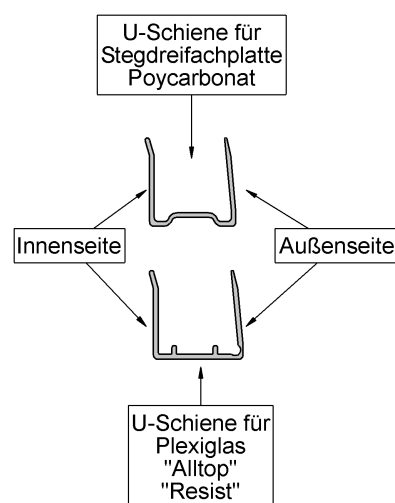 U-Schiene für
Stegdreifachplatte
Poycarbonat
Innenseite
Außenseite
U-Schiene für
Plexiglas
"Alltop"
"Resist"